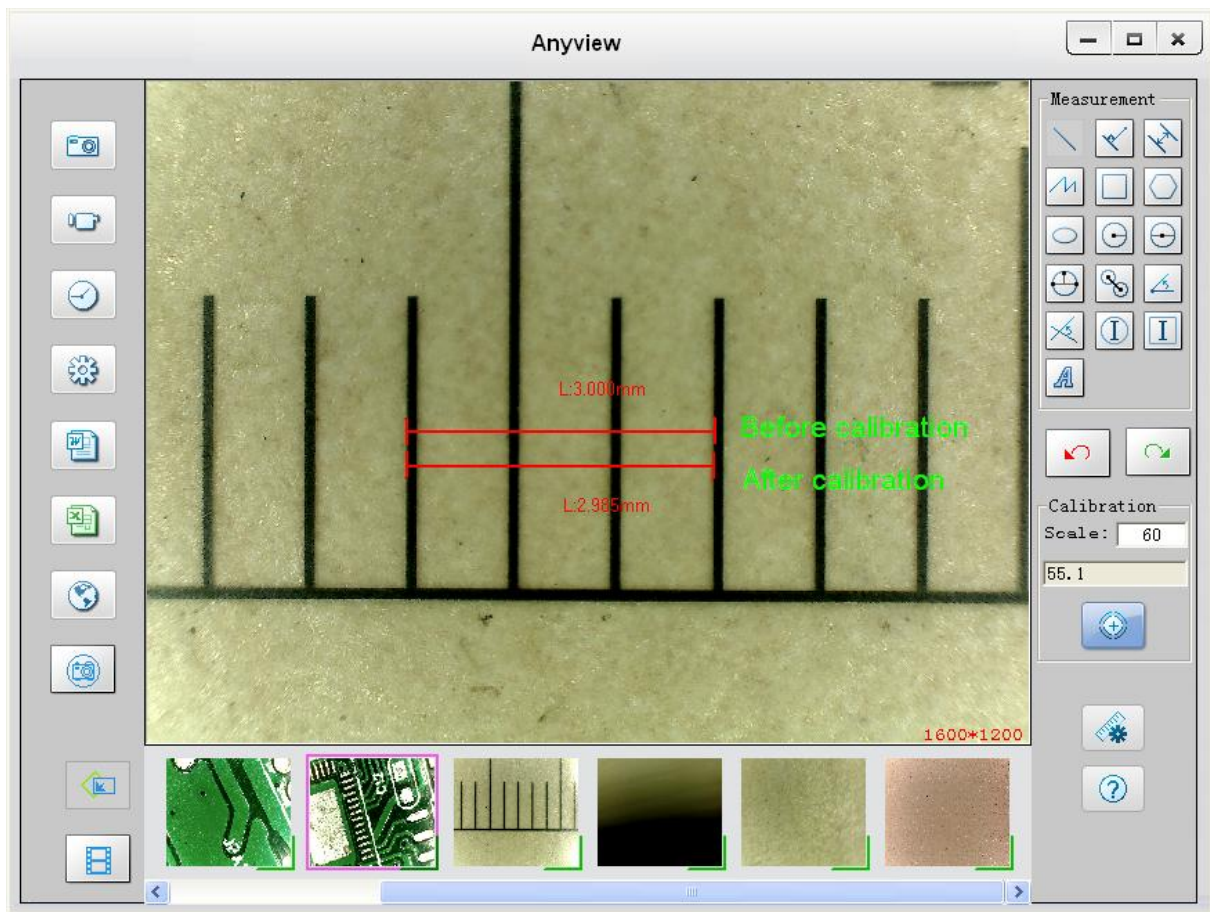 Anyview
Measurement
L:3.000mm
Before calibration
After calibration
L:2.985mm
Calibration
Scale: 60
55.1
1600*1200